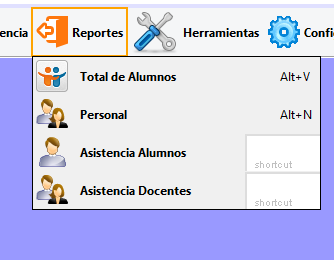 encia Reportes Herramientas Confi
Total de Alumnos Alt+V
Personal Alt+N
Asistencia Alumnos shortcut
Asistencia Docentes shortcut